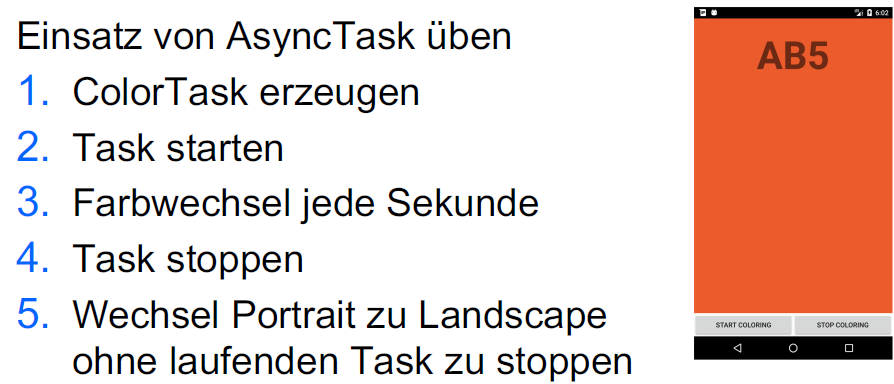 Einsatz von AsyncTask üben
1. ColorTask erzeugen
2. Task starten
3. Farbwechsel jede Sekunde
4. Task stoppen
5. Wechsel Portrait zu Landscape
ohne laufenden Task zu stoppen
6:02
AB5
START COLORING STOP COLORING